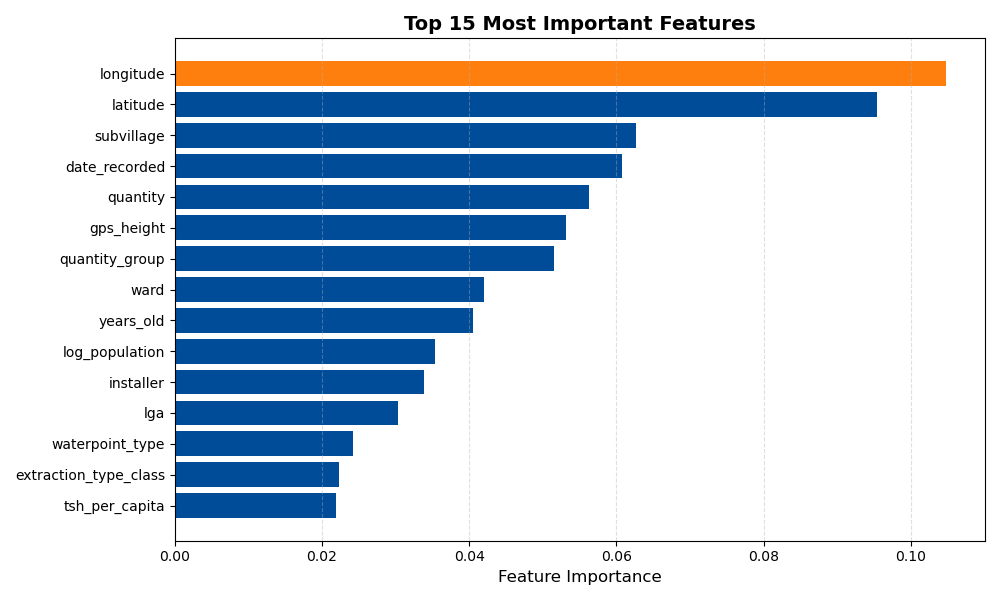 Top 15 Most Important Features
longitude
latitude
subvillage
date_recorded
quantity
gps_height
quantity_group
ward
years_old
log_population
installer
lga
waterpoint_type
extraction_type_class
tsh_per_capita
0.00 0.02 0.04 0.06 0.08 0.10
Feature Importance